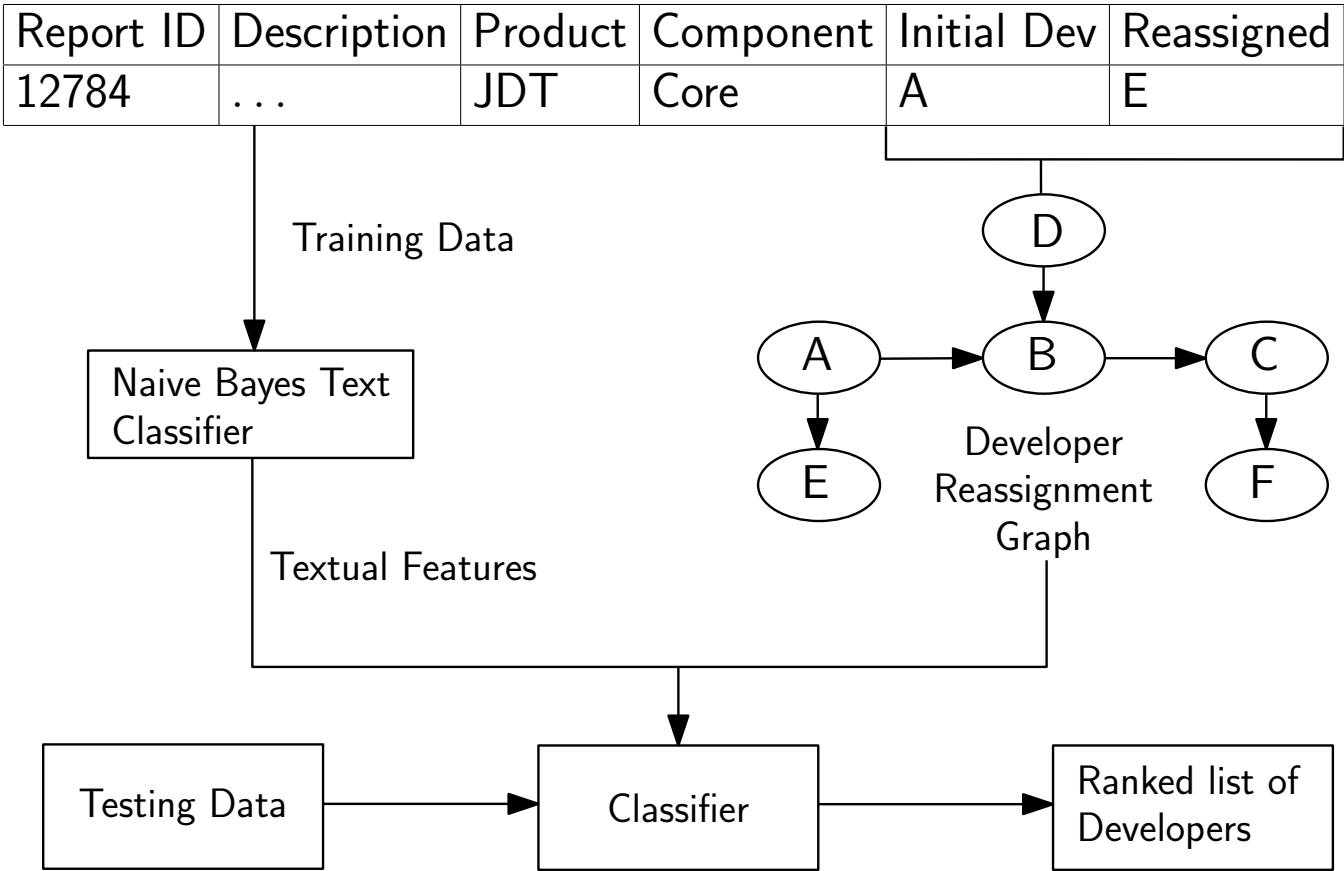 Report ID Description Product Component Initial Dev Reassigned
12784 ... JDT Core A E
Training Data
D
A B C
Naive Bayes Text
Classifier
E F
Developer
Reassignment
Graph
Textual Features
Testing Data
Classifier
Ranked list of
Developers